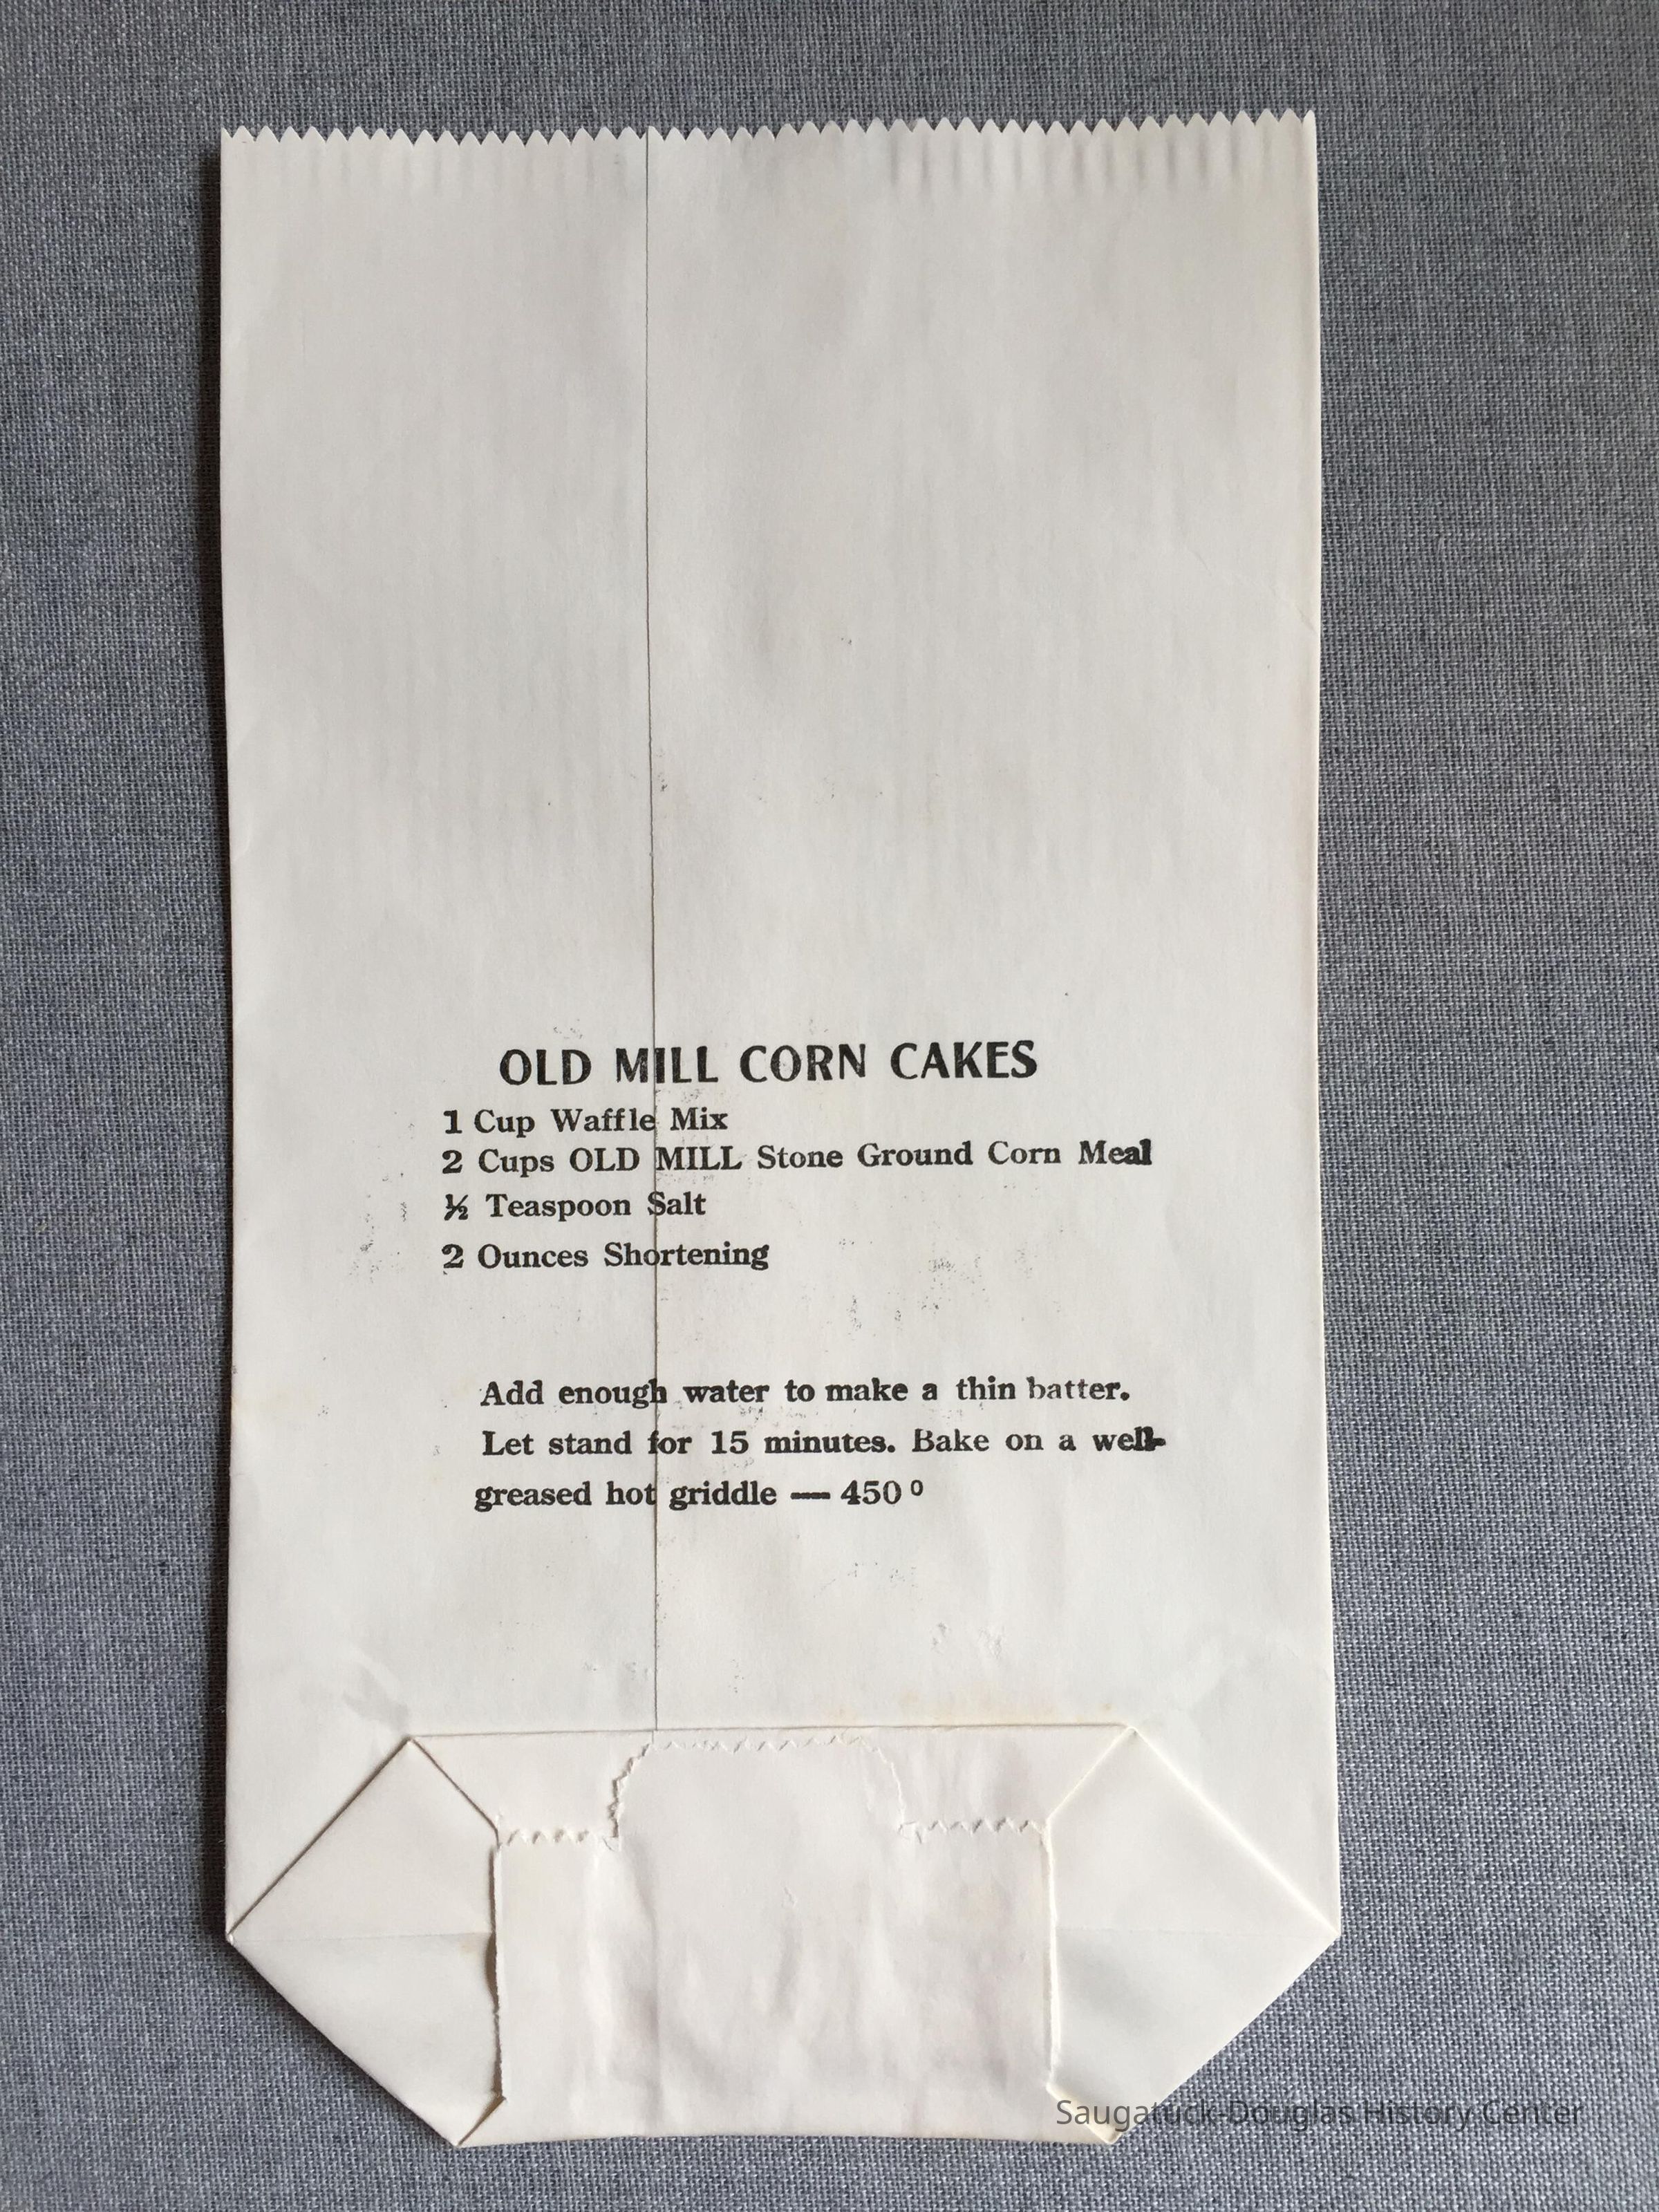 OLD MILL CORN CAKES
1 Cup Waffle Mix
2 Cups OLD MILL Stone Ground Corn Meal
½ Teaspoon Salt
2 Ounces Shortening
Add enough water to make a thin batter.
Let stand for 15 minutes. Bake on a well-
greased hot griddle — 450°
Saugatuck-Douglas History Center